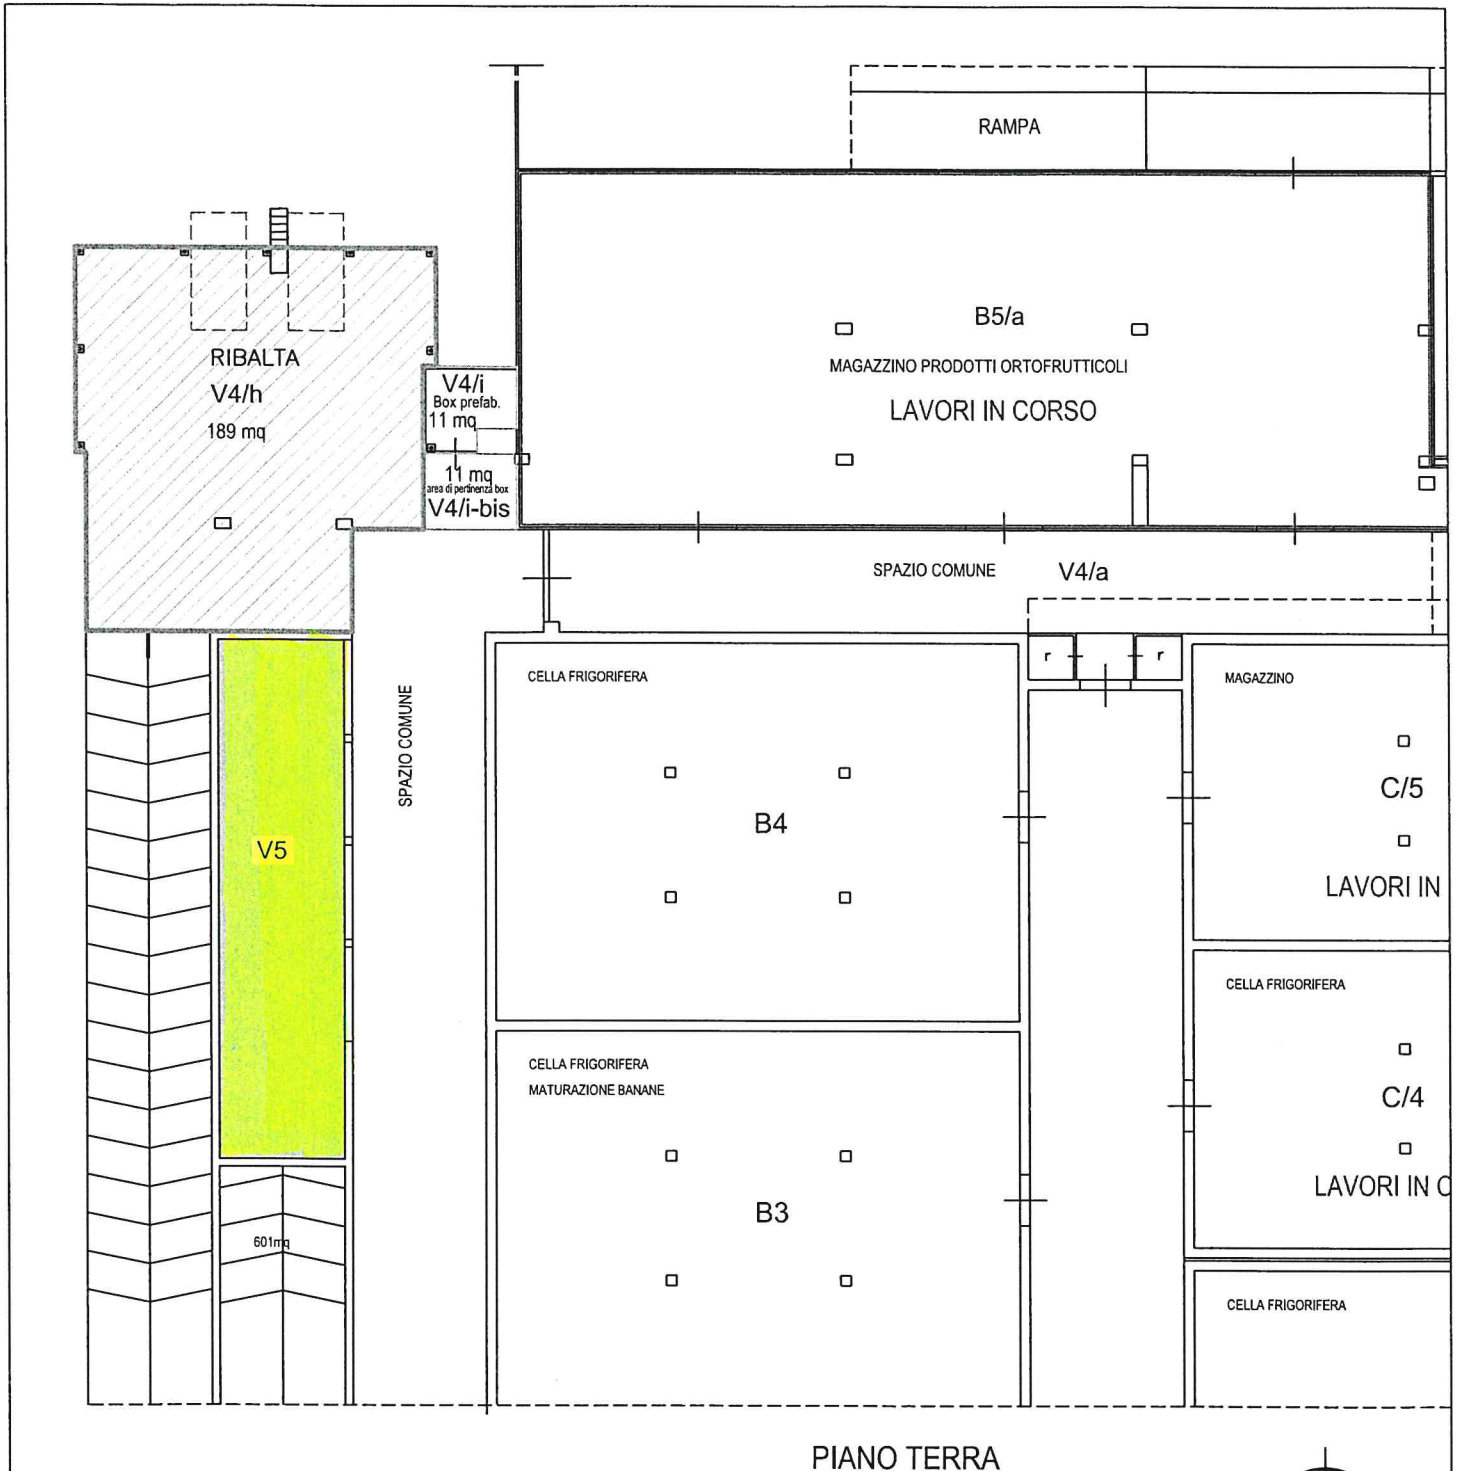 RAMPA
B5/a
MAGAZZINO PRODOTTI ORTOFRUTTICOLI
LAVORI IN CORSO
RIBALTA
V4/h
189 mq
V4/i
Box prefab.
11 mq
11 mq
area di pertinenza box
V4/i-bis
SPAZIO COMUNE
V4/a
r
r
CELLA FRIGORIFERA
B4
MAGAZZINO
C/5
LAVORI IN
SPAZIO COMUNE
V5
CELLA FRIGORIFERA
C/4
LAVORI IN C
CELLA FRIGORIFERA
MATURAZIONE BANANE
B3
601mq
CELLA FRIGORIFERA
PIANO TERRA